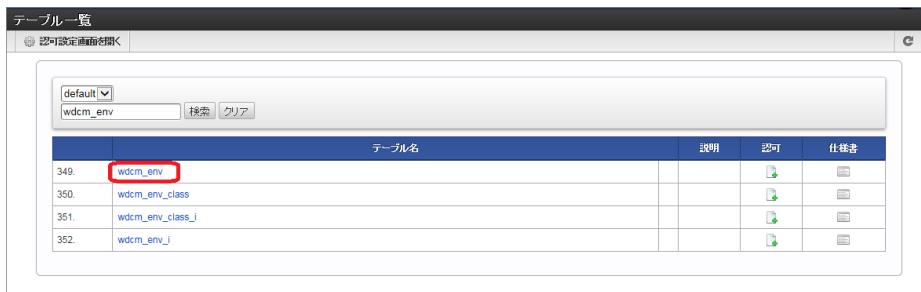 テーブル一覧
認可設定画面を開く
default
wdcm_env 検索 クリア
テーブル名 説明 認可 仕様書
349. wdcm_env
350. wdcm_env_class
351. wdcm_env_class_i
352. wdcm_env_i